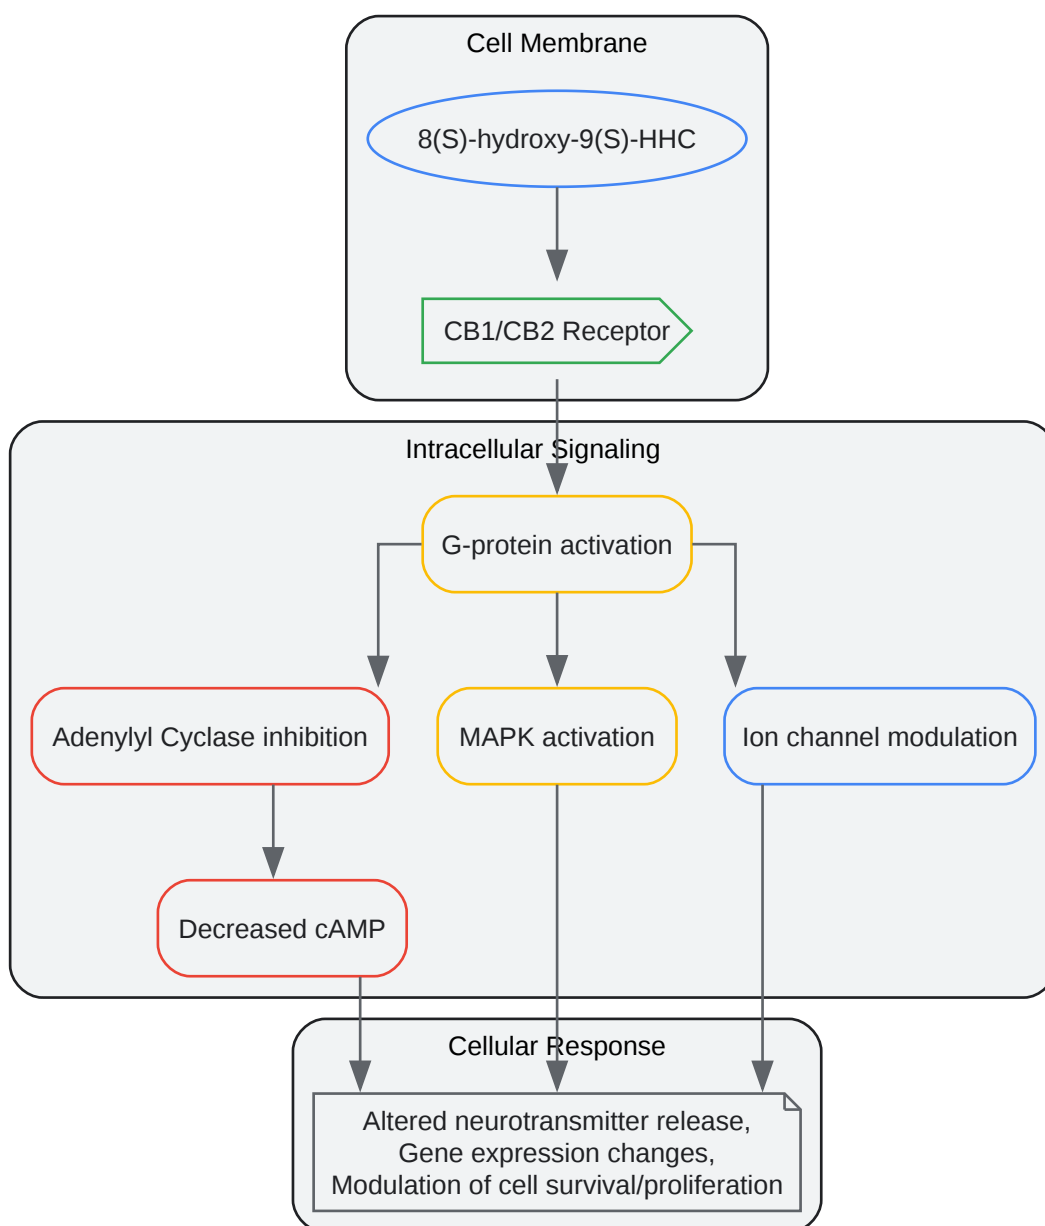 Cell Membrane
8(S)-hydroxy-9(S)-HHC
CB1/CB2 Receptor
Intracellular Signaling
G-protein activation
Adenylyl Cyclase inhibition
MAPK activation
Ion channel modulation
Decreased cAMP
Cellular Response
Altered neurotransmitter release,
Gene expression changes,
Modulation of cell survival/proliferation